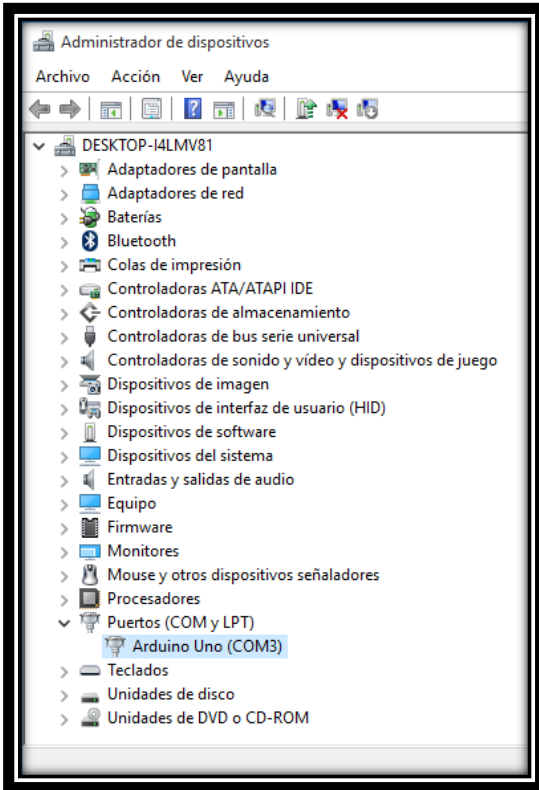 Administrador de dispositivos
Archivo Acción Ver Ayuda
DESKTOP-I4LMV81
Adaptadores de pantalla
Adaptadores de red
Baterías
Bluetooth
Colas de impresión
Controladoras ATA/ATAPI IDE
Controladoras de almacenamiento
Controladoras de bus serie universal
Controladoras de sonido y vídeo y dispositivos de juego
Dispositivos de imagen
Dispositivos de interfaz de usuario (HID)
Dispositivos de software
Dispositivos del sistema
Entradas y salidas de audio
Equipo
Firmware
Monitores
Mouse y otros dispositivos señaladores
Procesadores
Puertos (COM y LPT)
Arduino Uno (COM3)
Teclados
Unidades de disco
Unidades de DVD o CD-ROM